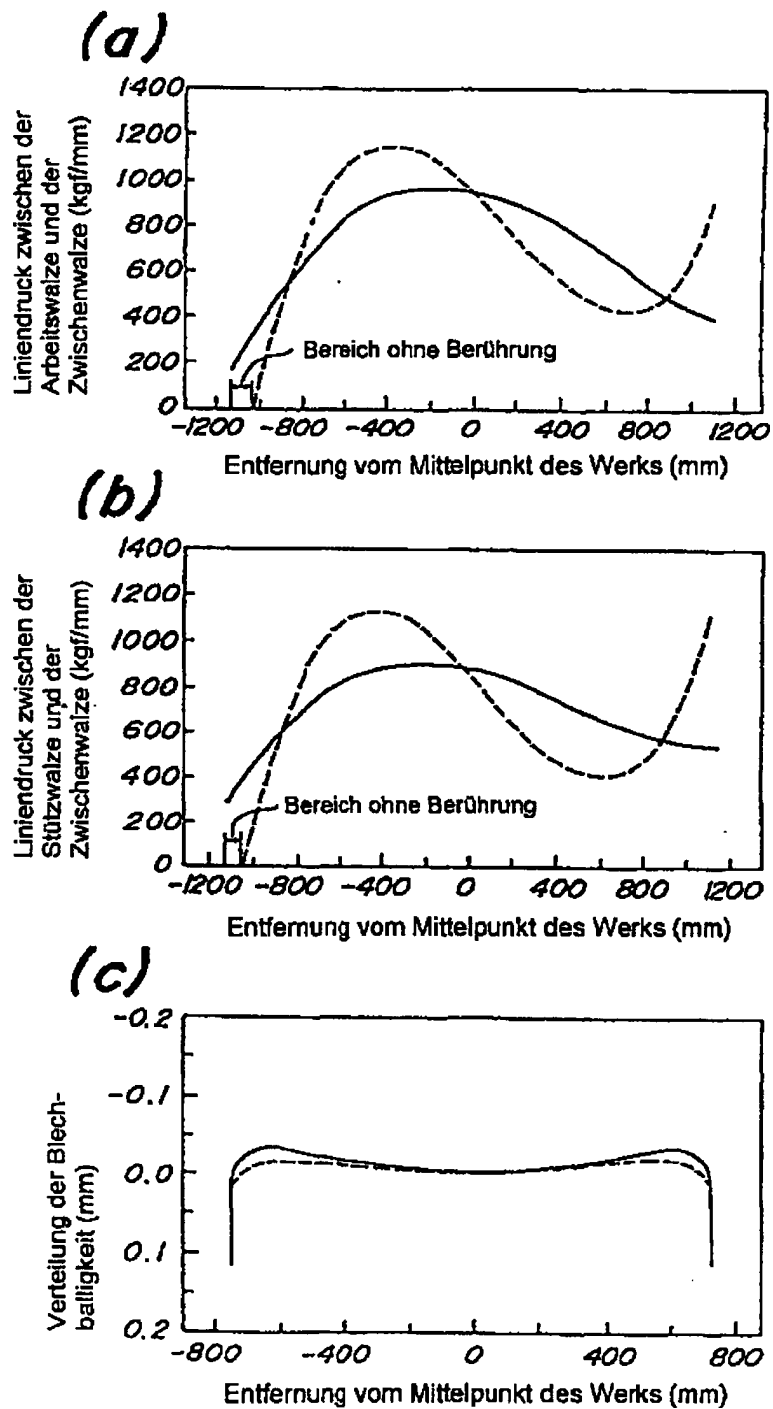 (a)
Liniendruck zwischen der
Arbeitswalze und der
Zwischenwalze (kgf/mm)
1400
1200
1000
800
600
400
200
0
Bereich ohne Berührung
-1200 -800 -400 0 400 800 1200
Entfernung vom Mittelpunkt des Werks (mm)
(b)
Liniendruck zwischen der
Stützwalze und der
Zwischenwalze (kgf/mm)
1400
1200
1000
800
600
400
200
0
Bereich ohne Berührung
-1200 -800 -400 0 400 800 1200
Entfernung vom Mittelpunkt des Werks (mm)
(c)
Verteilung der Blech-
balligkeit (mm)
-0.2
-0.1
0.0
0.1
0.2
-800 -400 0 400 800
Entfernung vom Mittelpunkt des Werks (mm)